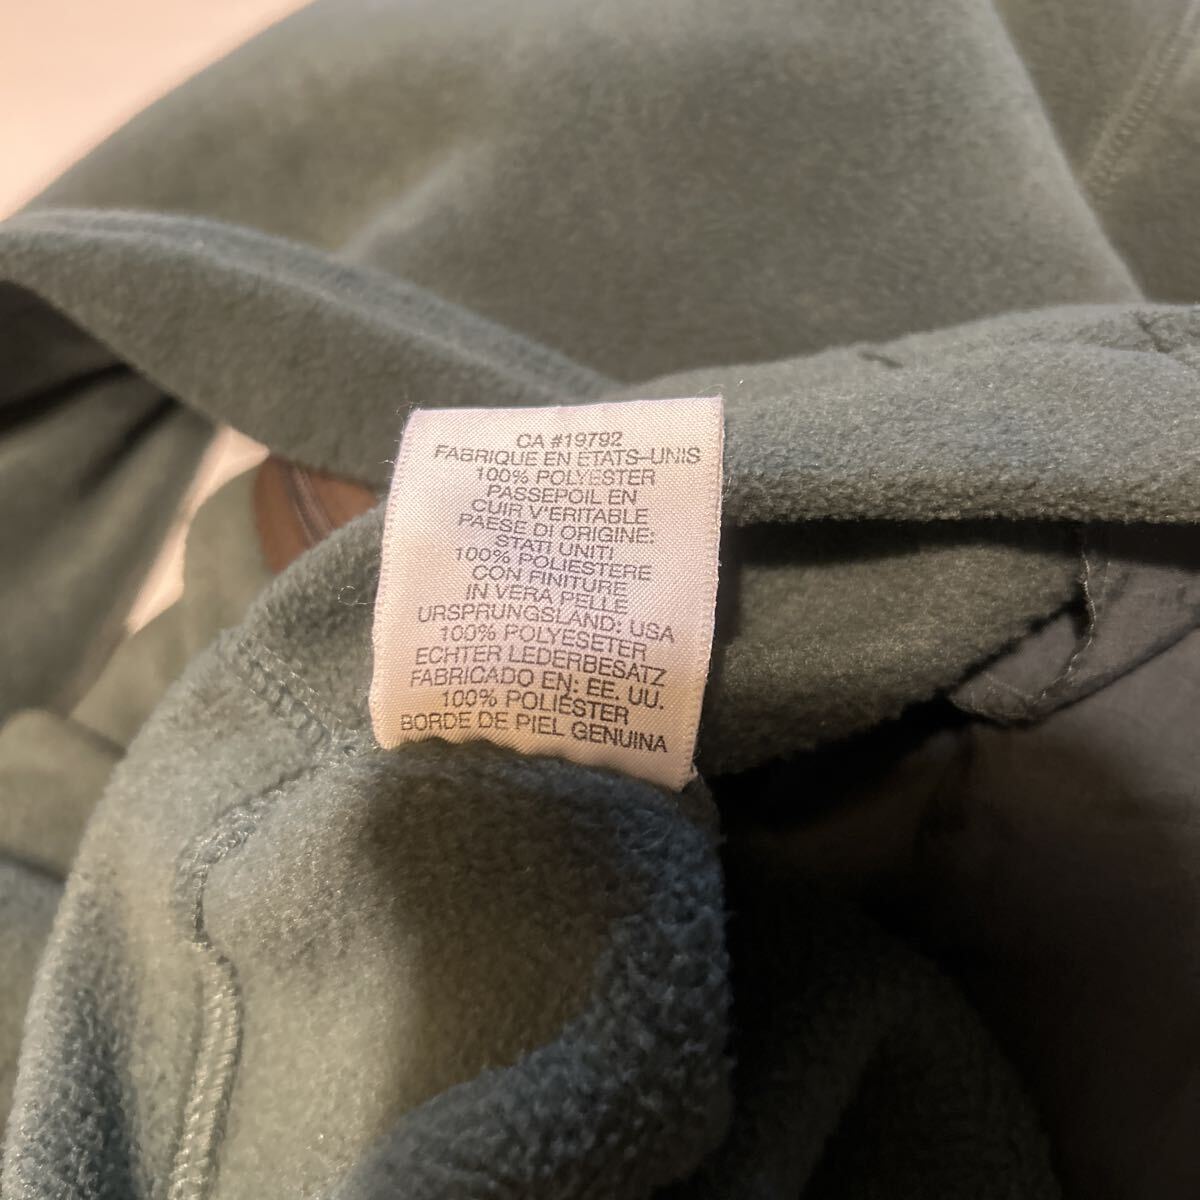 CA #19792
FABRIQUE EN ETATS–UNIS
100% POLYESTER
PASSEPOIL EN
CUIR V'ERITABLE
PAESE DI ORIGINE:
STATI UNITI
100% POLIESTERE
CON FINITURE
IN VERA PELLE
URSPRUNGSLAND: USA
100% POLYESETER
ECHTER LEDERBESATZ
FABRICADO EN: EE. UU.
100% POLIÉSTER
BORDE DE PIEL GENUINA